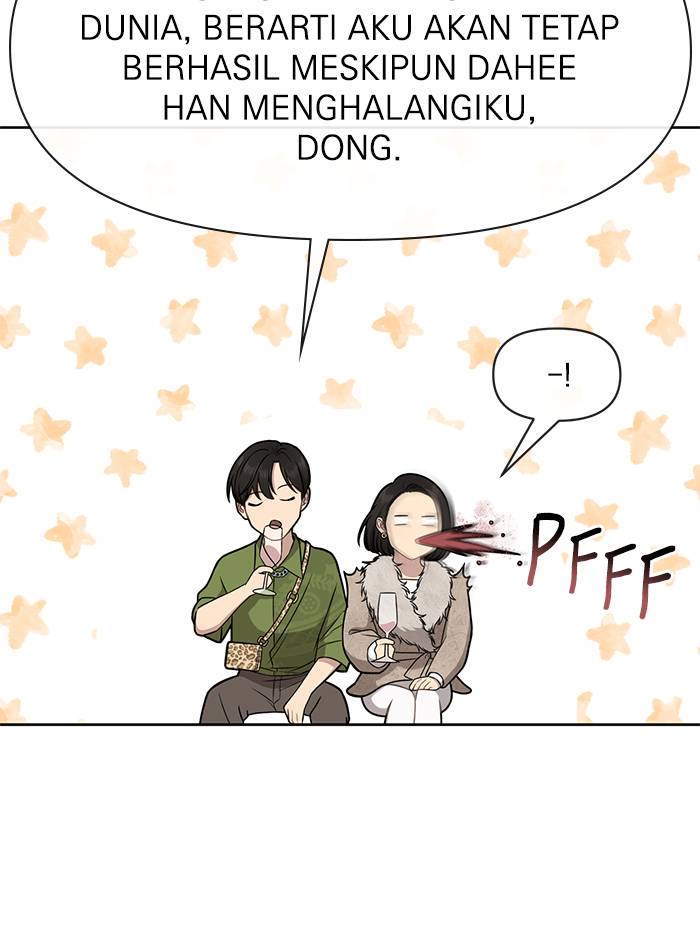 DUNIA, BERARTI AKU AKAN TETAP
BERHASIL MESKIPUN DAHEE
HAN MENGHALANGIKU,
DONG.
-!
PFFF